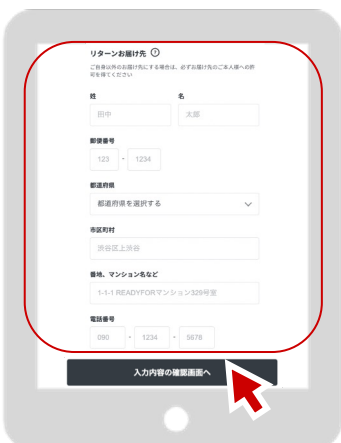 リターンお届け先 ?
ご自身以外のお届け先にする場合は、必ずお届け先のご本人様への許
可を得てください
姓 名
田中 太郎
郵便番号
123 - 1234
都道府県
都道府県を選択する
市区町村
渋谷区上渋谷
番地、マンション名など
1-1-1 READYFORマンション329号室
電話番号
090 - 1234 - 5678
入力内容の確認画面へ